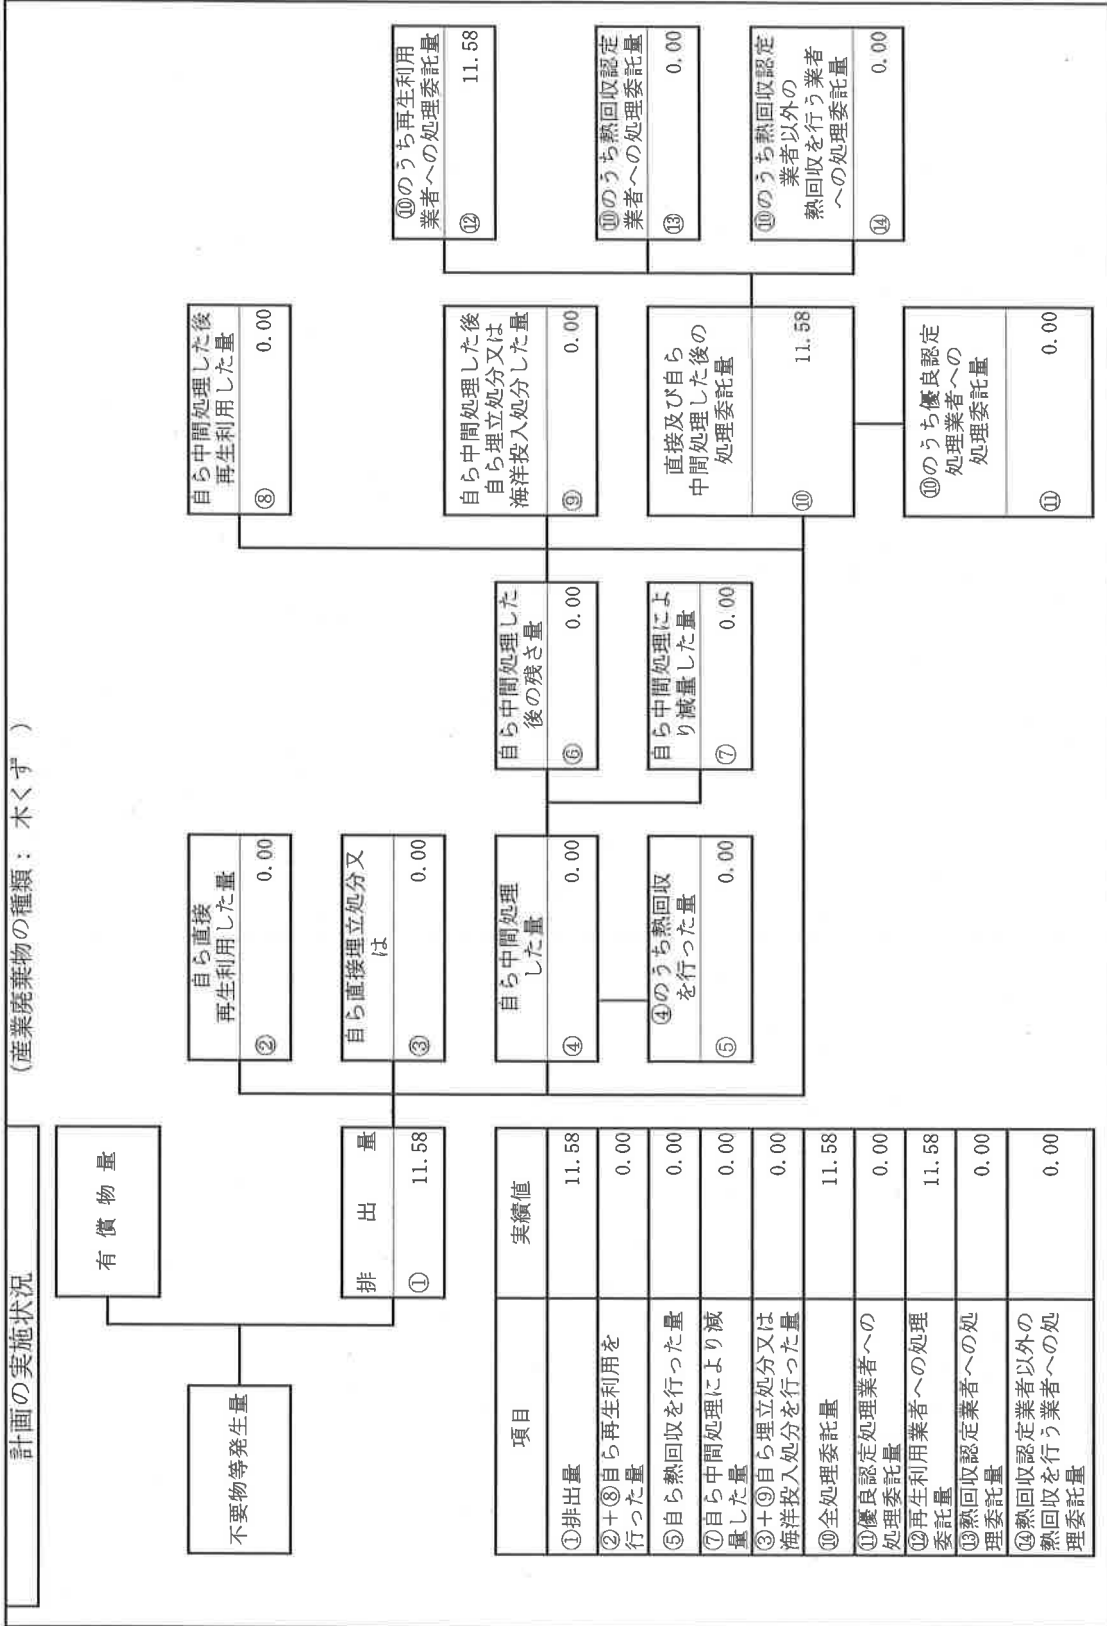 計画の実施状況
(産業廃棄物の種類： 木くず )
不要物等発生量
有償物量
排出量
① 11.58
自ら直接
再生利用した量
② 0.00
自ら直接埋立処分又
は
③ 0.00
自ら中間処理
した量
④ 0.00
④のうち熱回収
を行った量
⑤ 0.00
自ら中間処理した
後の残さ量
⑥ 0.00
自ら中間処理によ
り減量した量
⑦ 0.00
自ら中間処理した後
再生利用した量
⑧ 0.00
自ら中間処理した後
自ら埋立処分又は
海洋投入処分した量
⑨ 0.00
直接及び自ら
中間処理した後の
処理委託量
⑩ 11.58
⑩のうち優良認定
処理業者への
処理委託量
⑪ 0.00
⑩のうち再生利用
業者への処理委託量
⑫ 11.58
⑩のうち熱回収認定
業者への処理委託量
⑬ 0.00
⑩のうち熱回収認定
業者以外の
熱回収を行う業者
への処理委託量
⑭ 0.00
項目 実績値
①排出量 11.58
②+⑧自ら再生利用を
行った量 0.00
⑤自ら熱回収を行った量 0.00
⑦自ら中間処理により減
量した量 0.00
③+⑨自ら埋立処分又は
海洋投入処分を行った量 0.00
⑩全処理委託量 11.58
⑪優良認定処理業者への
処理委託量 0.00
⑫再生利用業者への処理
委託量 11.58
⑬熱回収認定業者への処
理委託量 0.00
⑭熱回収認定業者以外の
熱回収を行う業者への処
理委託量 0.00